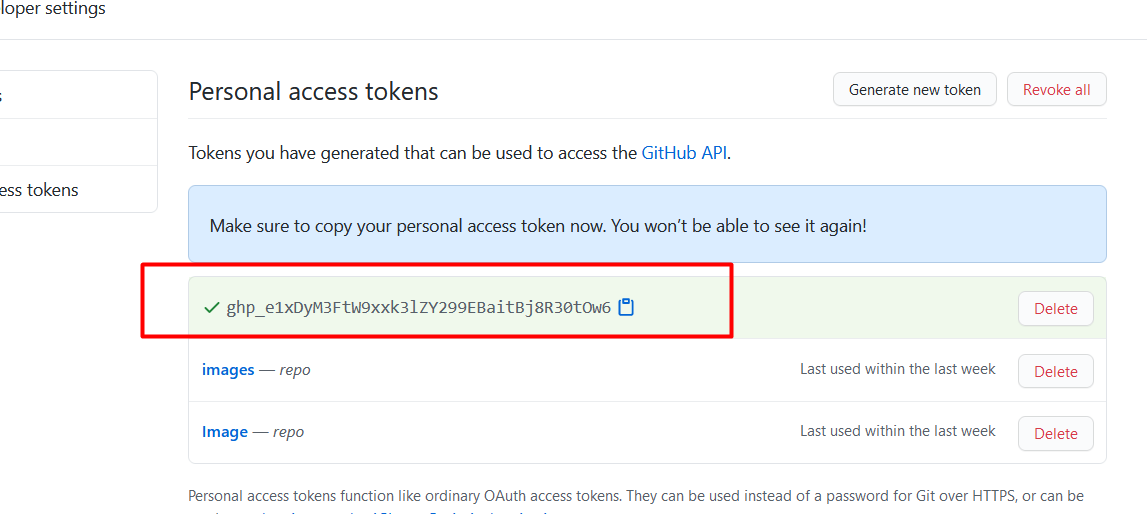 loper settings
Personal access tokens
Generate new token
Revoke all
Tokens you have generated that can be used to access the GitHub API.
ess tokens
Make sure to copy your personal access token now. You won’t be able to see it again!
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
Delete
images — repo
Last used within the last week
Delete
Image — repo
Last used within the last week
Delete
Personal access tokens function like ordinary OAuth access tokens. They can be used instead of a password for Git over HTTPS, or can be